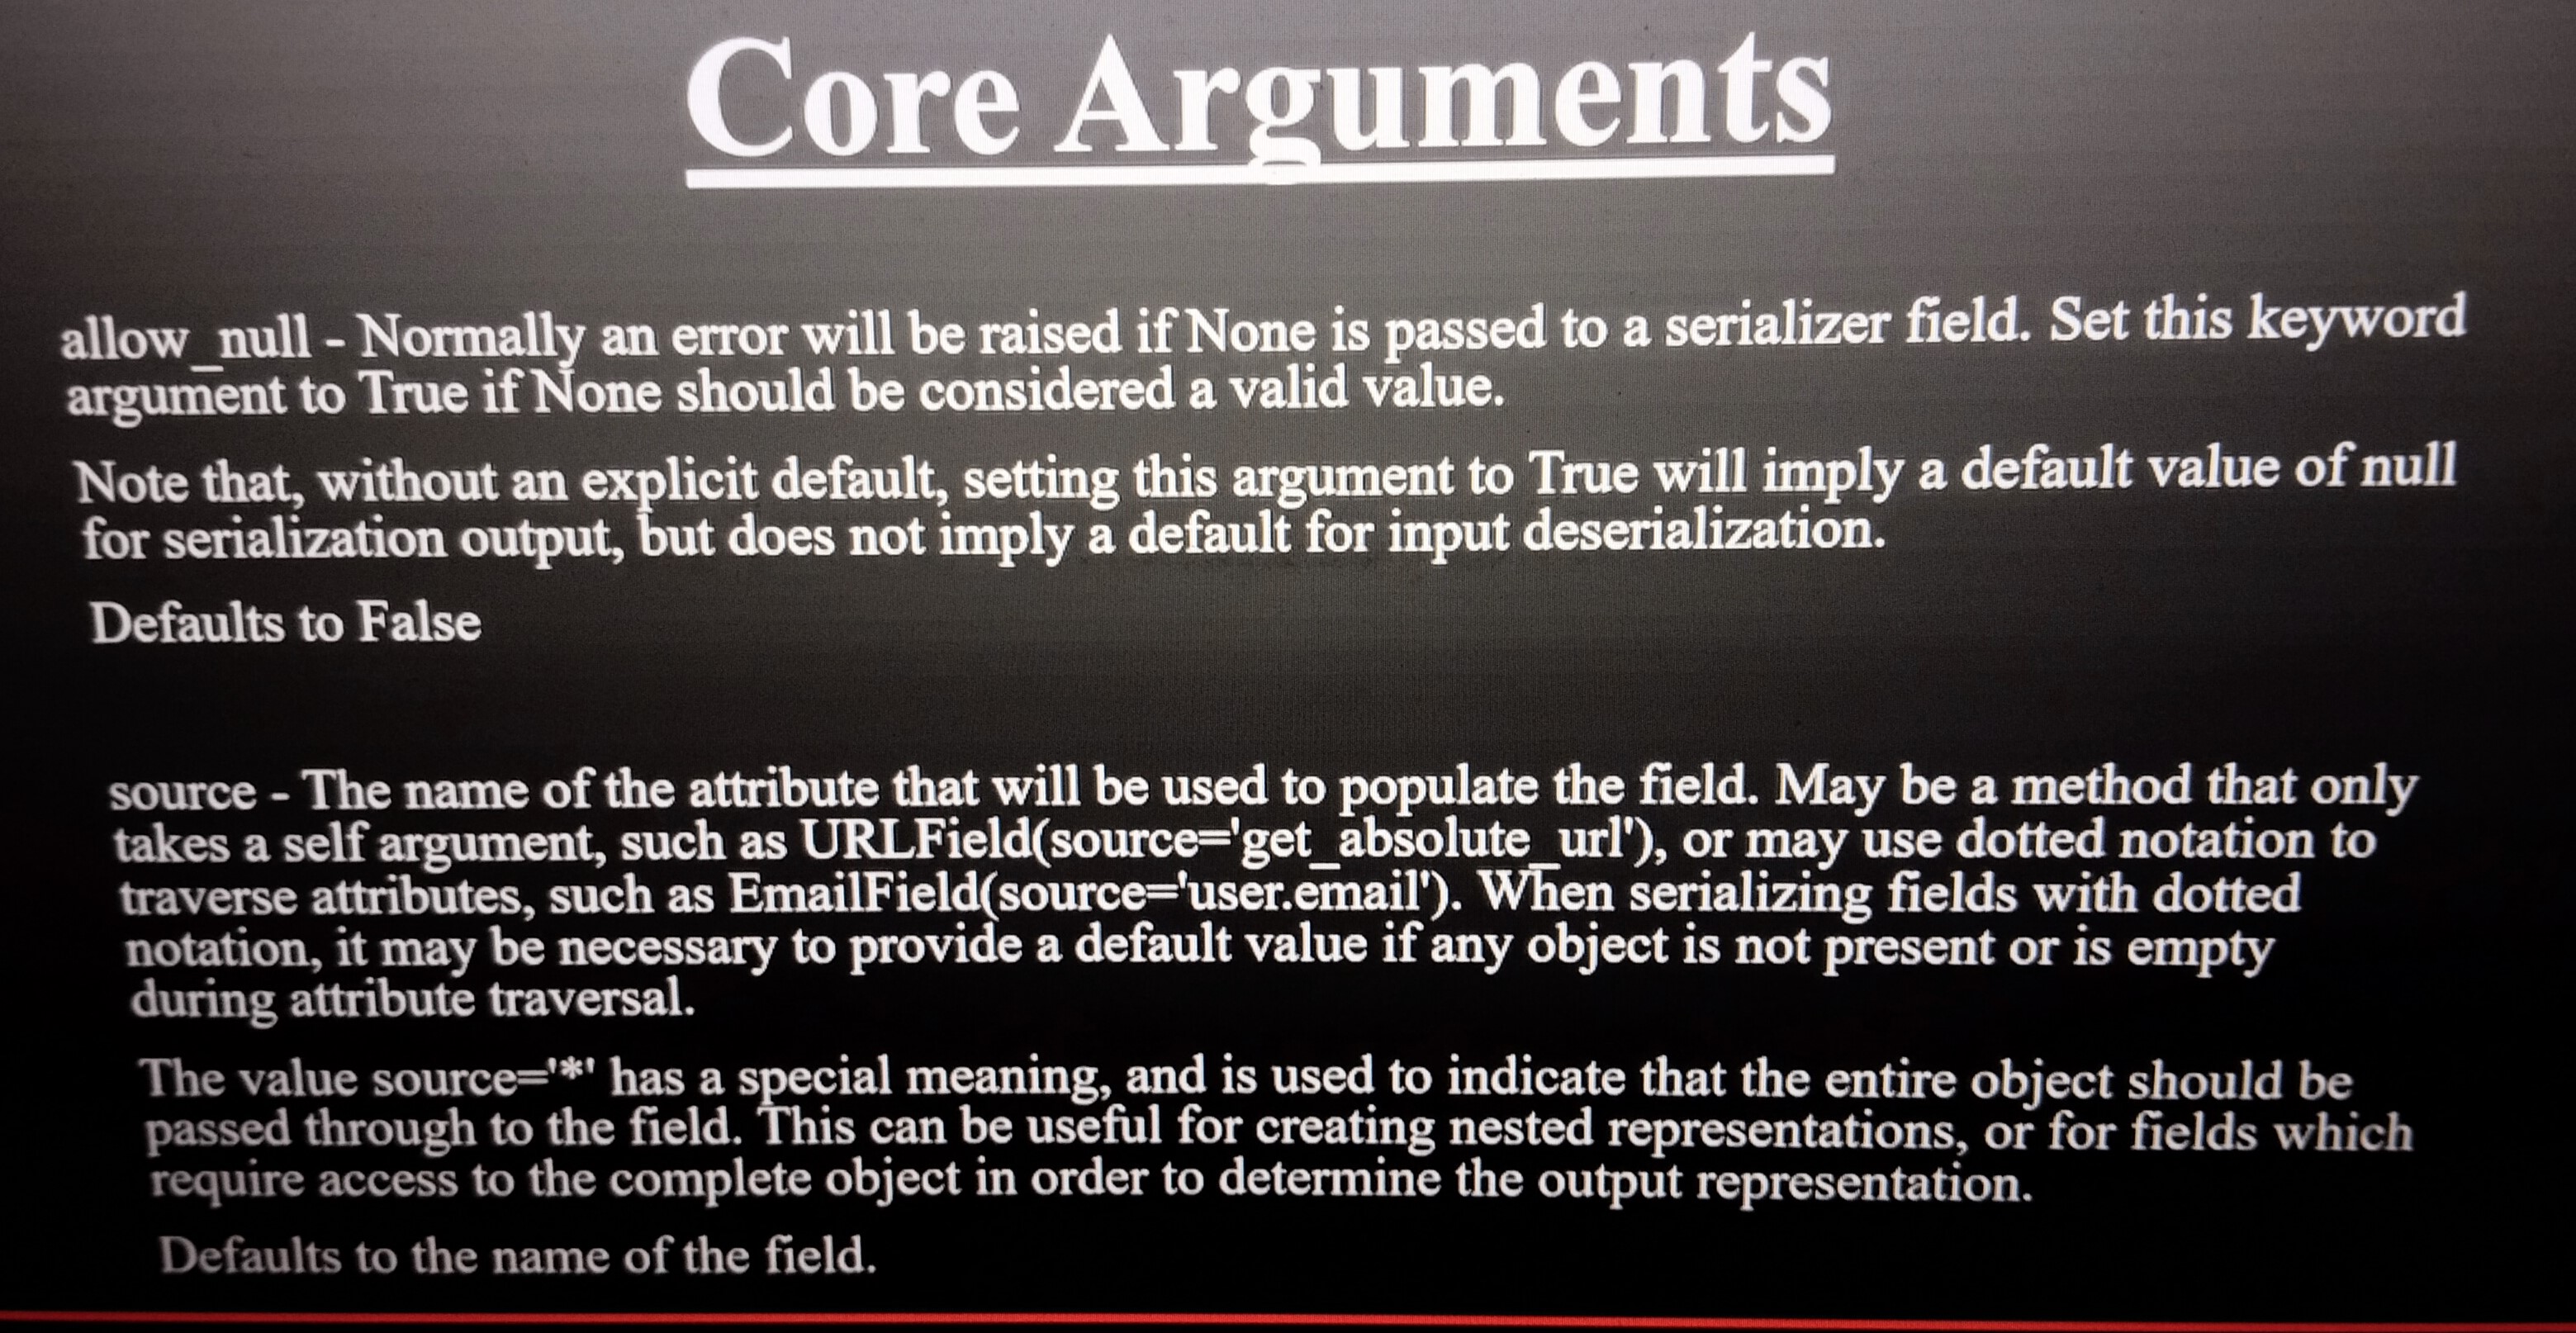 Core Arguments
allow_null - Normally an error will be raised if None is passed to a serializer field. Set this keyword
argument to True if None should be considered a valid value.
Note that, without an explicit default, setting this argument to True will imply a default value of null
for serialization output, but does not imply a default for input deserialization.
Defaults to False
source - The name of the attribute that will be used to populate the field. May be a method that only
takes a self argument, such as URLField(source='get_absolute_url'), or may use dotted notation to
traverse attributes, such as EmailField(source='user.email'). When serializing fields with dotted
notation, it may be necessary to provide a default value if any object is not present or is empty
during attribute traversal.
The value source='*' has a special meaning, and is used to indicate that the entire object should be
passed through to the field. This can be useful for creating nested representations, or for fields which
require access to the complete object in order to determine the output representation.
Defaults to the name of the field.